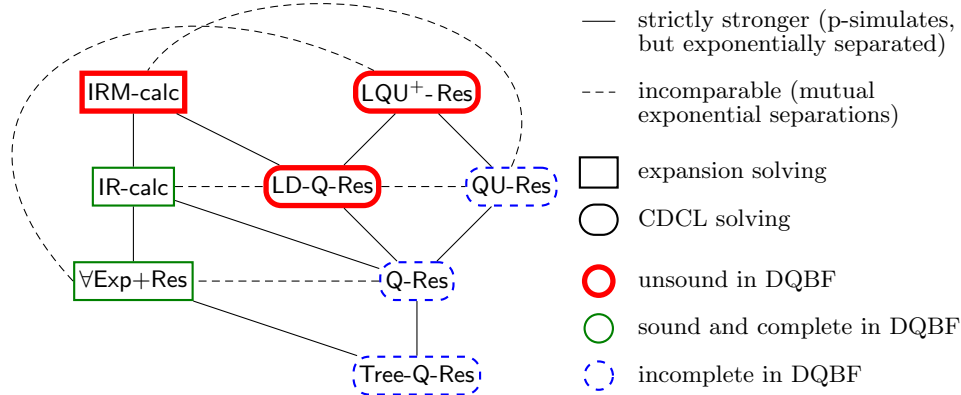 IRM-calc
LQU⁺-Res
IR-calc
LD-Q-Res
QU-Res
∀Exp+Res
Q-Res
Tree-Q-Res
strictly stronger (p-simulates,
but exponentially separated)
incomparable (mutual
exponential separations)
expansion solving
CDCL solving
unsound in DQBF
sound and complete in DQBF
incomplete in DQBF